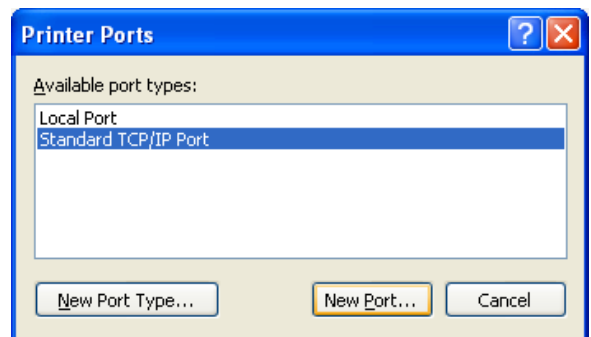 Printer Ports
Available port types:
Local Port
Standard TCP/IP Port
New Port Type... New Port... Cancel